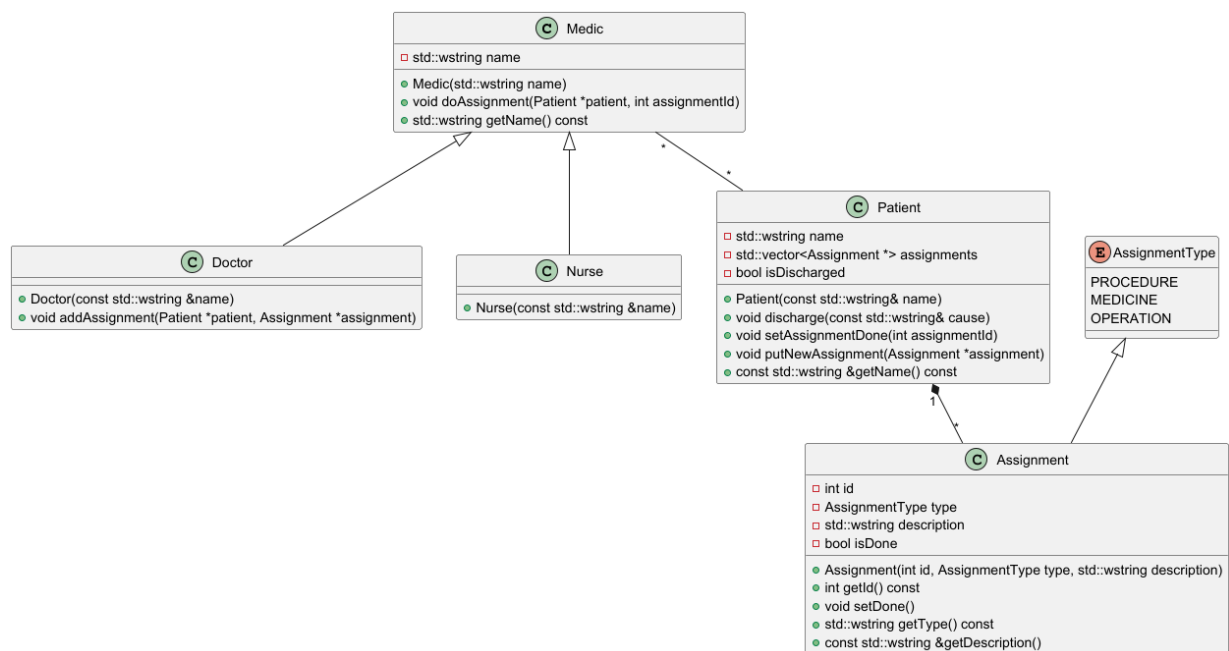 C Medic
std::wstring name
Medic(std::wstring name)
void doAssignment(Patient *patient, int assignmentId)
std::wstring getName() const
*
*
C Doctor
Doctor(const std::wstring &name)
void addAssignment(Patient *patient, Assignment *assignment)
C Nurse
Nurse(const std::wstring &name)
C Patient
std::wstring name
std::vector<Assignment *> assignments
bool isDischarged
Patient(const std::wstring& name)
void discharge(const std::wstring& cause)
void setAssignmentDone(int assignmentId)
void putNewAssignment(Assignment *assignment)
const std::wstring &getName() const
E AssignmentType
PROCEDURE
MEDICINE
OPERATION
1
*
C Assignment
int id
AssignmentType type
std::wstring description
bool isDone
Assignment(int id, AssignmentType type, std::wstring description)
int getId() const
void setDone()
std::wstring getType() const
const std::wstring &getDescription()